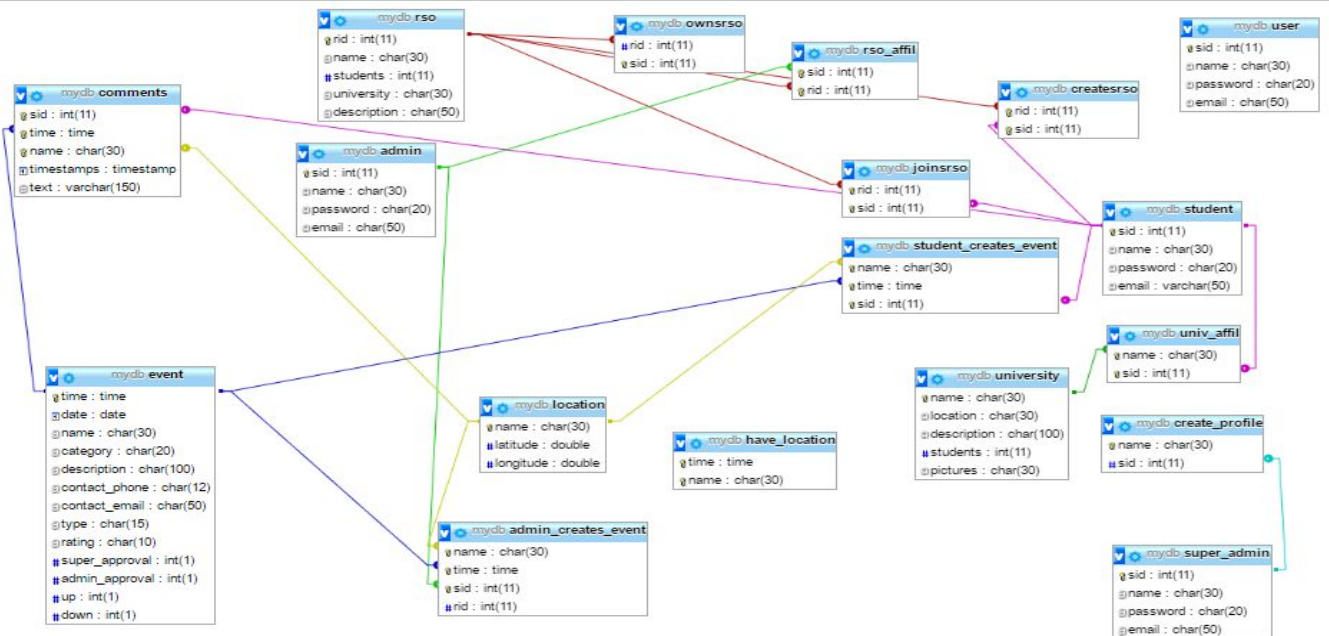 mydb rso
rid : int(11)
name : char(30)
students : int(11)
university : char(30)
description : char(50)
mydb ownsrso
rid : int(11)
sid : int(11)
mydb rso_affil
sid : int(11)
rid : int(11)
mydb user
sid : int(11)
name : char(30)
password : char(20)
email : char(50)
mydb comments
sid : int(11)
time : time
name : char(30)
timestamps : timestamp
text : varchar(150)
mydb createsrso
rid : int(11)
sid : int(11)
mydb admin
sid : int(11)
name : char(30)
password : char(20)
email : char(50)
mydb joinsrso
rid : int(11)
sid : int(11)
mydb student
sid : int(11)
name : char(30)
password : char(20)
email : varchar(50)
mydb student_creates_event
name : char(30)
time : time
sid : int(11)
mydb univ_affil
name : char(30)
sid : int(11)
mydb event
time : time
date : date
name : char(30)
category : char(20)
description : char(100)
contact_phone : char(12)
contact_email : char(50)
type : char(15)
rating : char(10)
super_approval : int(1)
admin_approval : int(1)
up : int(1)
down : int(1)
mydb university
name : char(30)
location : char(30)
description : char(100)
students : int(11)
pictures : char(30)
mydb location
name : char(30)
latitude : double
longitude : double
mydb create_profile
name : char(30)
sid : int(11)
mydb have_location
time : time
name : char(30)
mydb admin_creates_event
name : char(30)
time : time
sid : int(11)
rid : int(11)
mydb super_admin
sid : int(11)
name : char(30)
password : char(20)
email : char(50)